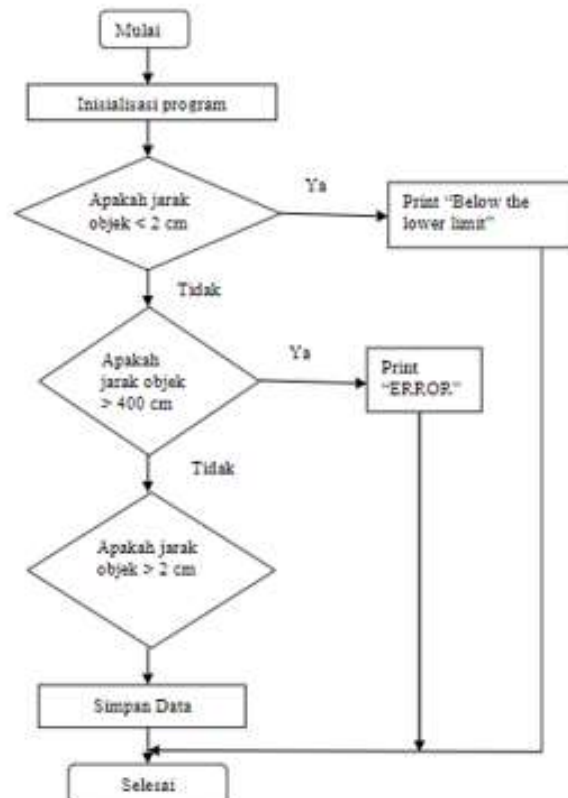 Mulai
Inisialisasi program
Apakah jarak
objek < 2 cm
Ya
Print “Below the
lower limit”
Tidak
Apakah
jarak objek
> 400 cm
Ya
Print
“ERROR”
Tidak
Apakah jarak
objek > 2 cm
Simpan Data
Selesai